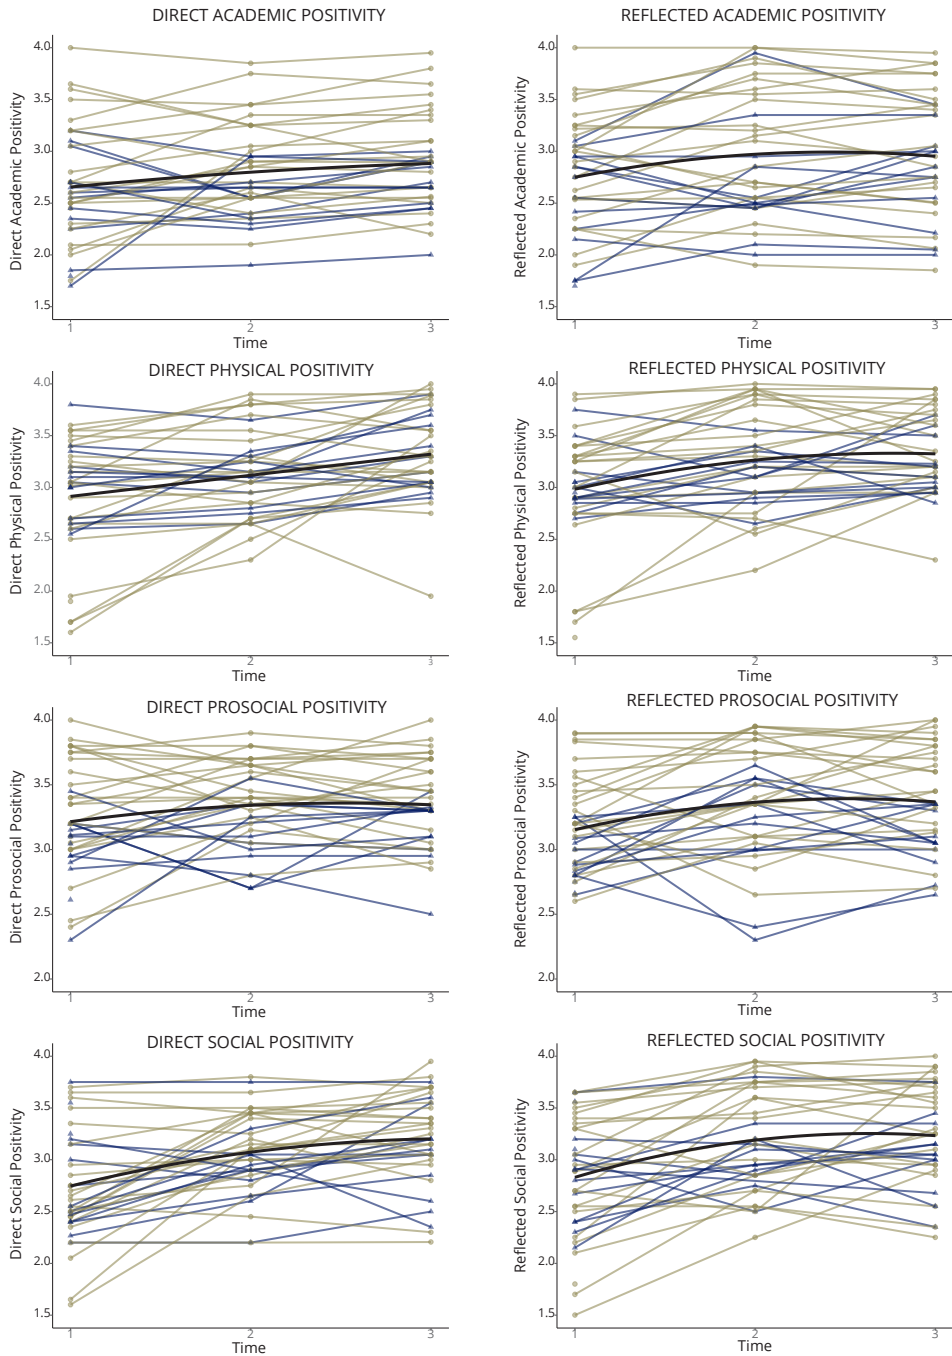 DIRECT ACADEMIC POSITIVITY
Direct Academic Positivity
4.0
3.5
3.0
2.5
2.0
1.5
1 2 3
Time
REFLECTED ACADEMIC POSITIVITY
Reflected Academic Positivity
4.0
3.5
3.0
2.5
2.0
1.5
1 2 3
Time
DIRECT PHYSICAL POSITIVITY
Direct Physical Positivity
4.0
3.5
3.0
2.5
2.0
1.5
1 2 3
Time
REFLECTED PHYSICAL POSITIVITY
Reflected Physical Positivity
4.0
3.5
3.0
2.5
2.0
1.5
1 2 3
Time
DIRECT PROSOCIAL POSITIVITY
Direct Prosocial Positivity
4.0
3.5
3.0
2.5
2.0
1 2 3
Time
REFLECTED PROSOCIAL POSITIVITY
Reflected Prosocial Positivity
4.0
3.5
3.0
2.5
2.0
1 2 3
Time
DIRECT SOCIAL POSITIVITY
Direct Social Positivity
4.0
3.5
3.0
2.5
2.0
1.5
1 2 3
Time
REFLECTED SOCIAL POSITIVITY
Reflected Social Positivity
4.0
3.5
3.0
2.5
2.0
1.5
1 2 3
Time